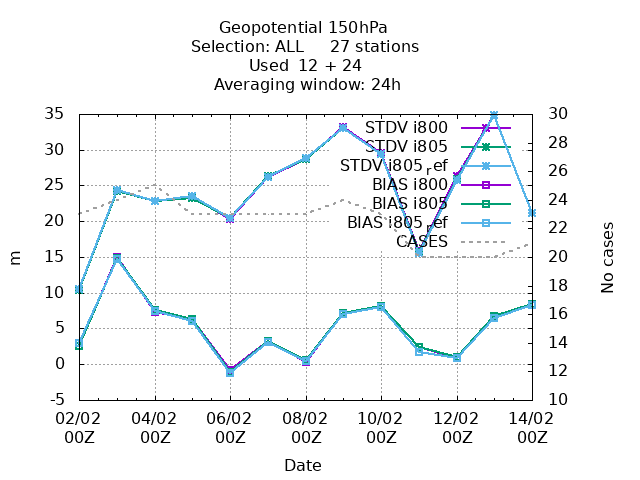 Geopotential 150hPa
Selection: ALL 27 stations
Used 12 + 24
Averaging window: 24h
35 30
STDV i800
28
STDV i805
30
26
STDV i805_ref
25
BIAS i800
24
BIAS i805
20
22
BIAS i805_ref
CASES
15 20
m
No cases
18
10
16
5
14
0
12
-5 10
02/02 04/02 06/02 08/02 10/02 12/02 14/02
00Z 00Z 00Z 00Z 00Z 00Z 00Z
Date